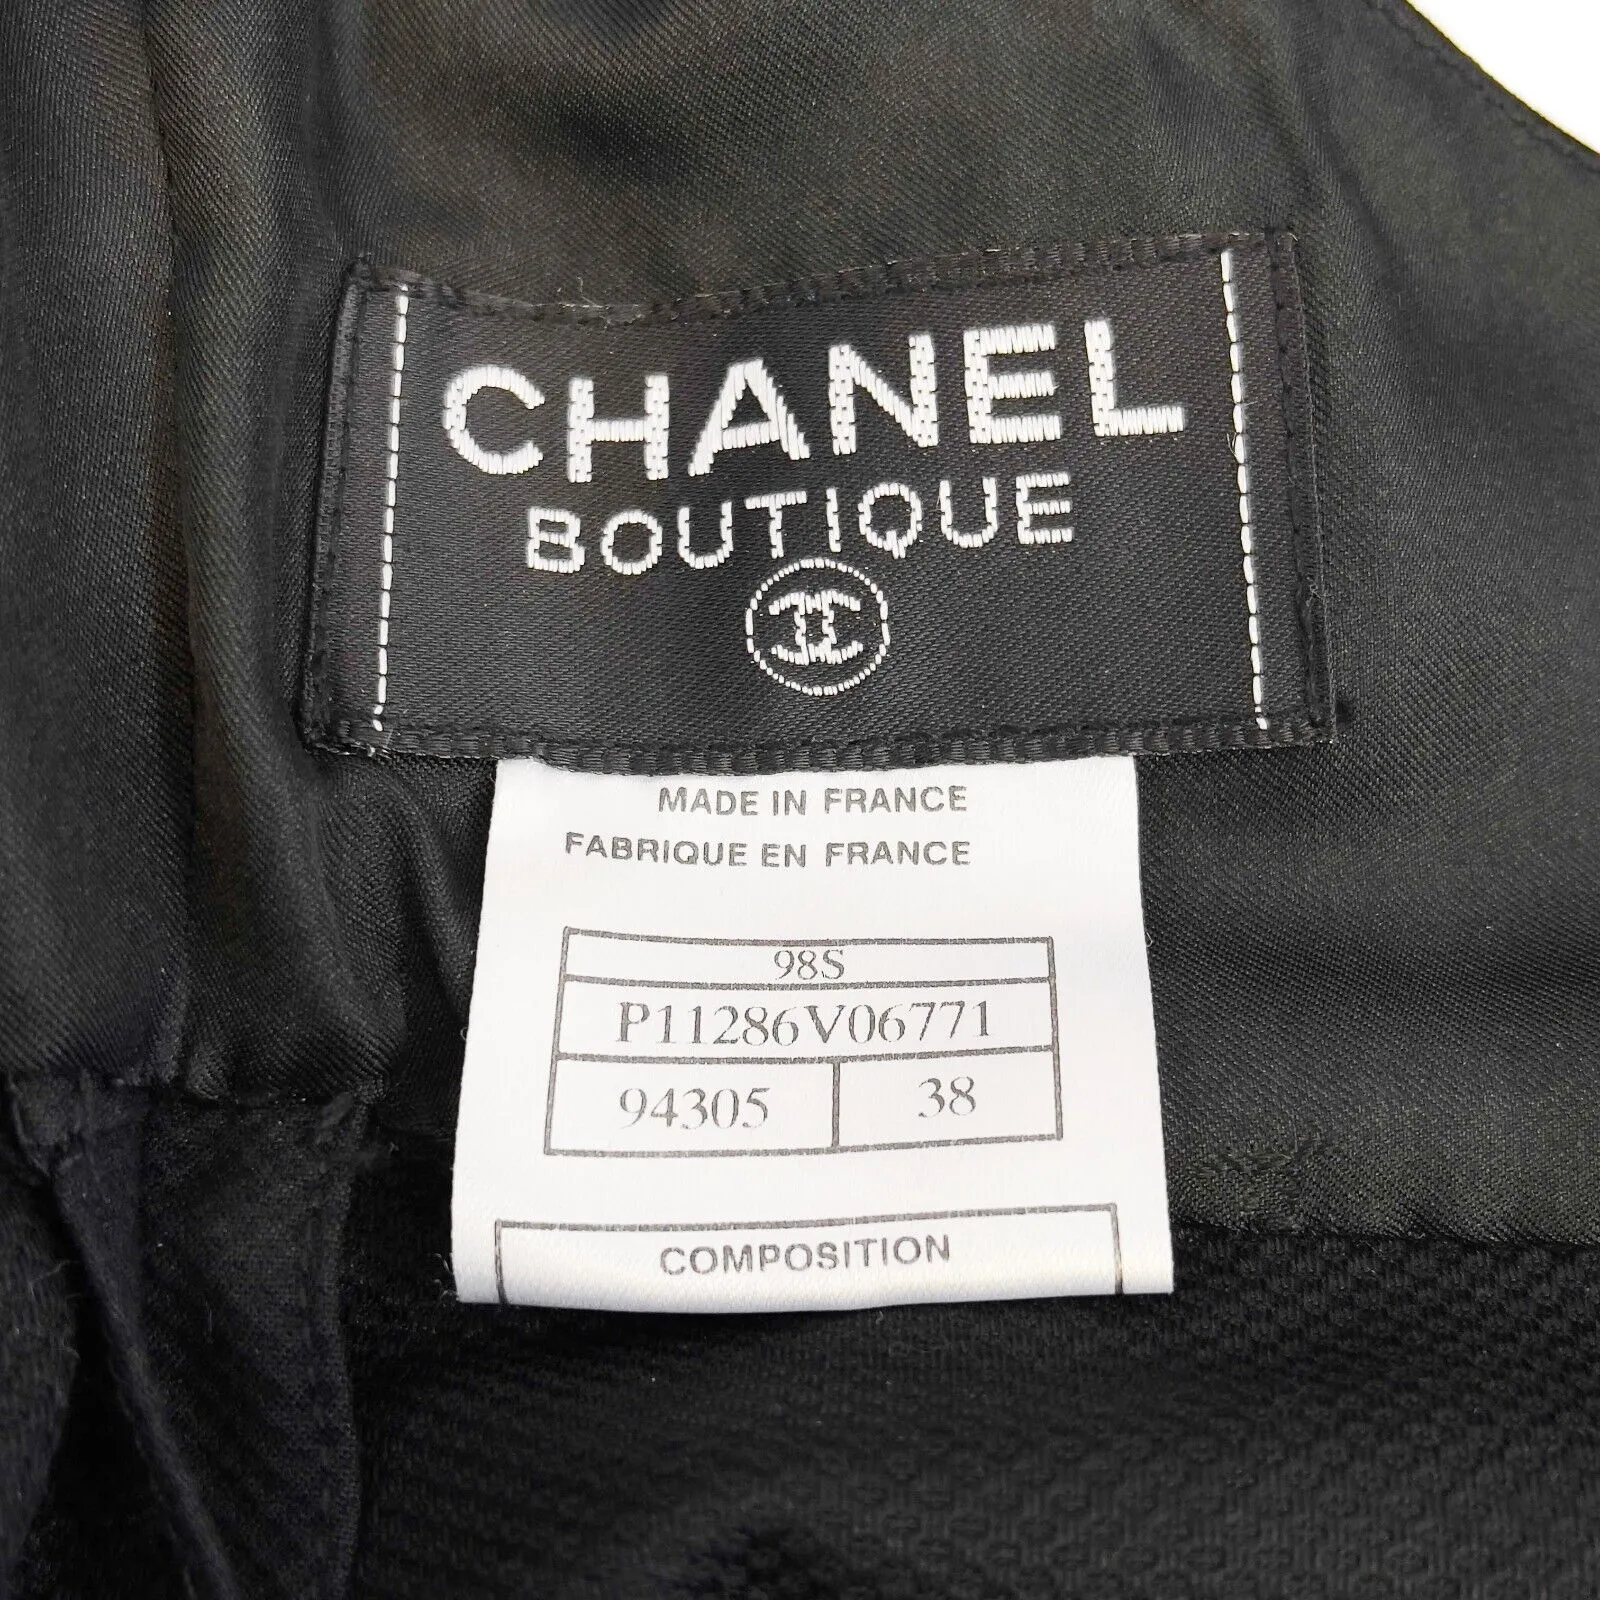 CHANEL
BOUTIQUE
MADE IN FRANCE
FABRIQUE EN FRANCE
98S
P11286V06771
94305 38
COMPOSITION